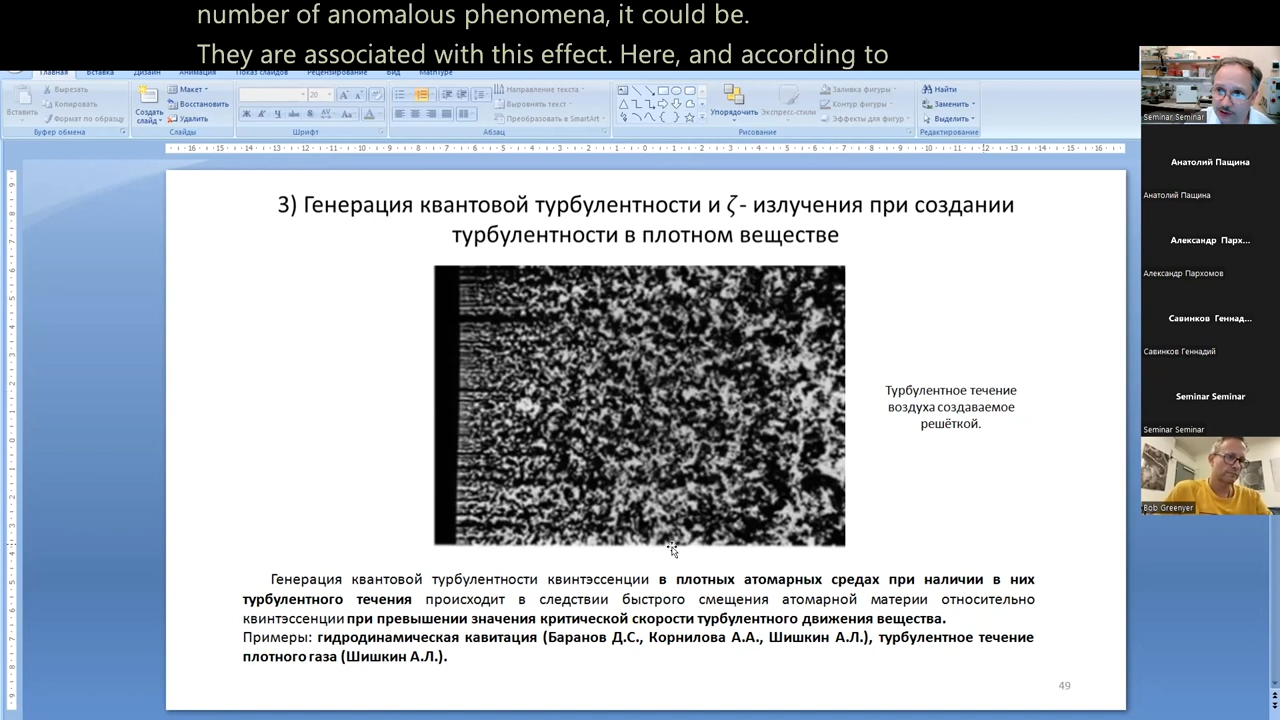 number of anomalous phenomena, it could be.
They are associated with this effect. Here, and according to
Главная Вставка Дизайн Анимация Показ слайдов Рецензирование Вид MathType
Вставить
Вырезать
Копировать
Формат по образцу
Буфер обмена
Создать слайд
Макет
Восстановить
Удалить
Слайды
20
Шрифт
Абзац
Направление текста
Выровнять текст
Преобразовать в SmartArt
Упорядочить
Экспресс-стили
Заливка фигуры
Контур фигуры
Эффекты для фигур
Рисование
Найти
Заменить
Выделить
Редактирование
3) Генерация квантовой турбулентности и ζ - излучения при создании
турбулентности в плотном веществе
Турбулентное течение
воздуха создаваемое
решёткой.
Генерация квантовой турбулентности квинтэссенции в плотных атомарных средах при наличии в них
турбулентного течения происходит в следствии быстрого смещения атомарной материи относительно
квинтэссенции при превышении значения критической скорости турбулентного движения вещества.
Примеры: гидродинамическая кавитация (Баранов Д.С., Корнилова А.А., Шишкин А.Л.), турбулентное течение
плотного газа (Шишкин А.Л.).
49
Seminar Seminar
Анатолий Пащина
Анатолий Пащина
Александр Парх...
Александр Пархомов
Савинков Геннад...
Савинков Геннадий
Seminar Seminar
Seminar Seminar
Bob Greenyer